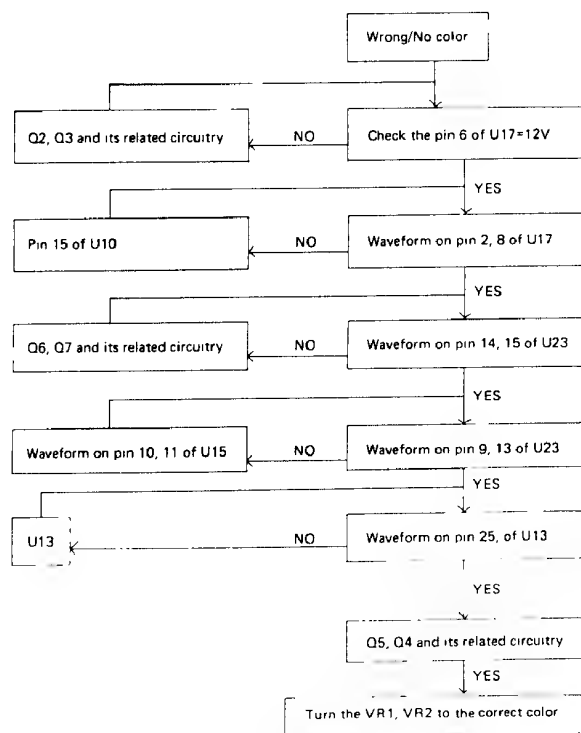 Wrong/No color
Q2, Q3 and its related circuitry
NO
Check the pin 6 of U17=12V
YES
Pin 15 of U10
NO
Waveform on pin 2, 8 of U17
YES
Q6, Q7 and its related circuitry
NO
Waveform on pin 14, 15 of U23
YES
Waveform on pin 10, 11 of U15
NO
Waveform on pin 9, 13 of U23
YES
U13
NO
Waveform on pin 25, of U13
YES
Q5, Q4 and its related circuitry
YES
Turn the VR1, VR2 to the correct color